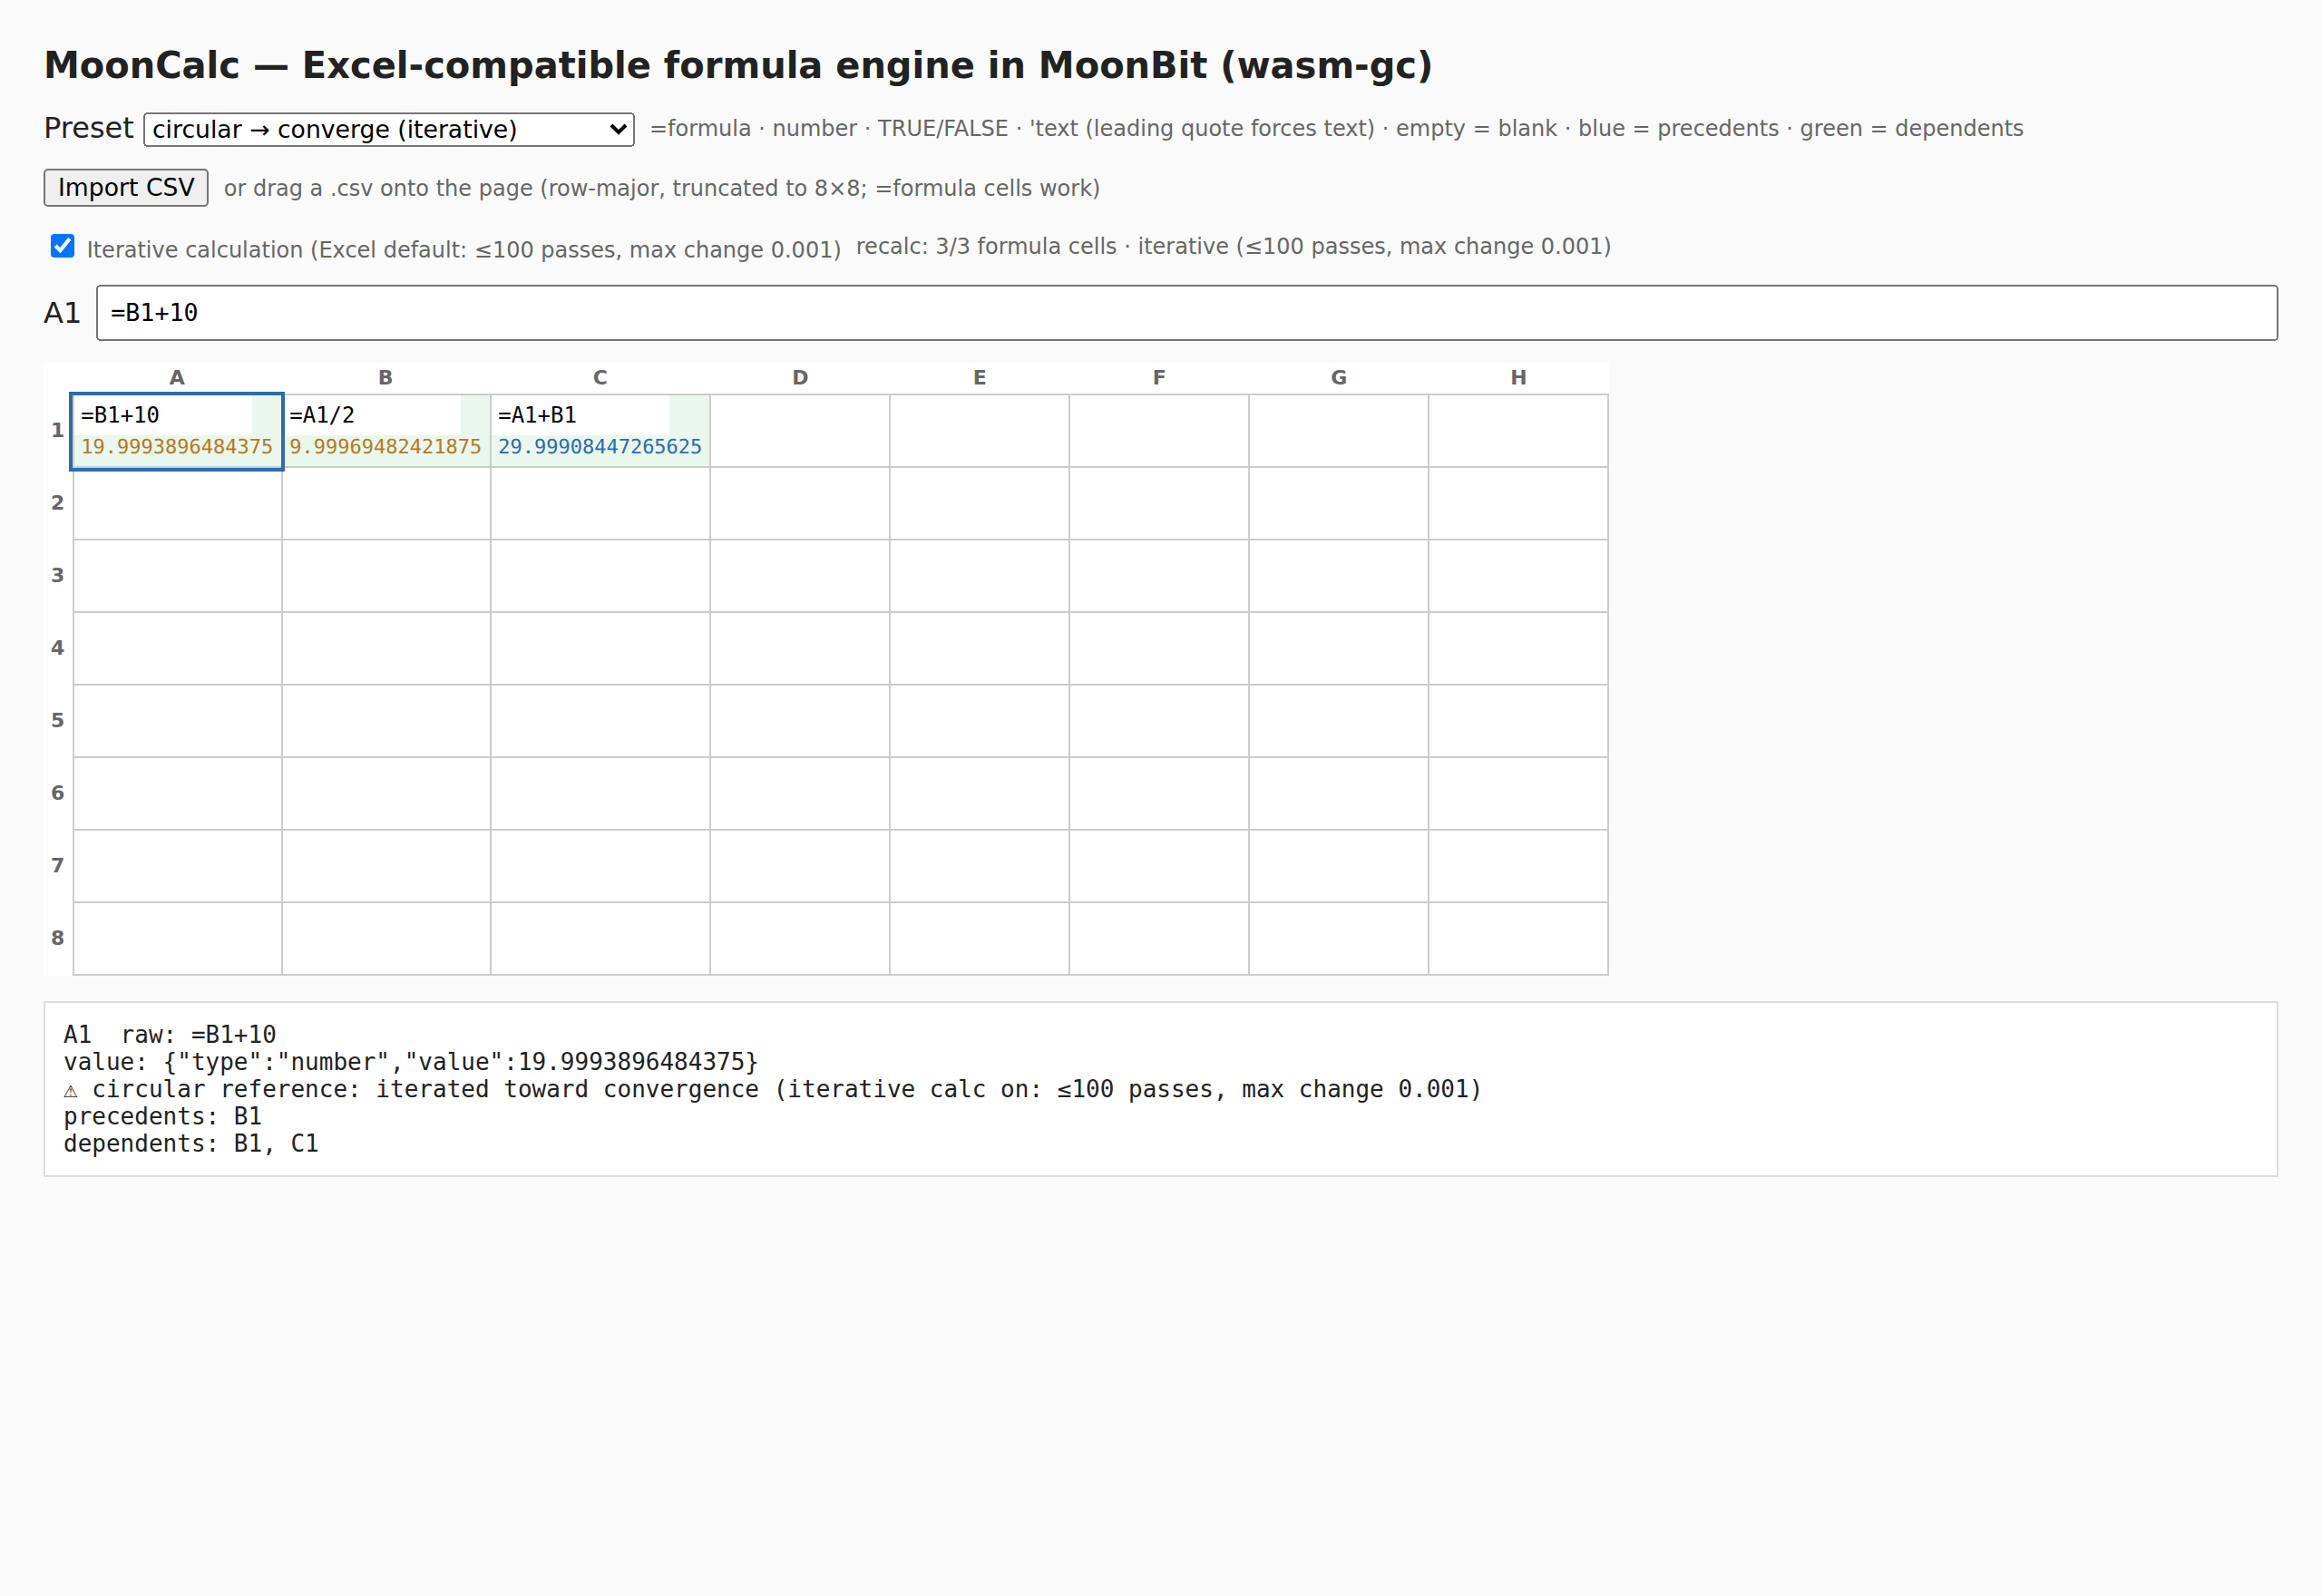 MoonCalc — Excel-compatible formula engine in MoonBit (wasm-gc)
Preset circular → converge (iterative) =formula · number · TRUE/FALSE · 'text (leading quote forces text) · empty = blank · blue = precedents · green = dependents
Import CSV or drag a .csv onto the page (row-major, truncated to 8×8; =formula cells work)
Iterative calculation (Excel default: ≤100 passes, max change 0.001) recalc: 3/3 formula cells · iterative (≤100 passes, max change 0.001)
A1 =B1+10
A B C D E F G H
1 =B1+10 =A1/2 =A1+B1
19.9993896484375 9.99969482421875 29.99908447265625
2
3
4
5
6
7
8
A1 raw: =B1+10
value: {"type":"number","value":19.9993896484375}
⚠ circular reference: iterated toward convergence (iterative calc on: ≤100 passes, max change 0.001)
precedents: B1
dependents: B1, C1